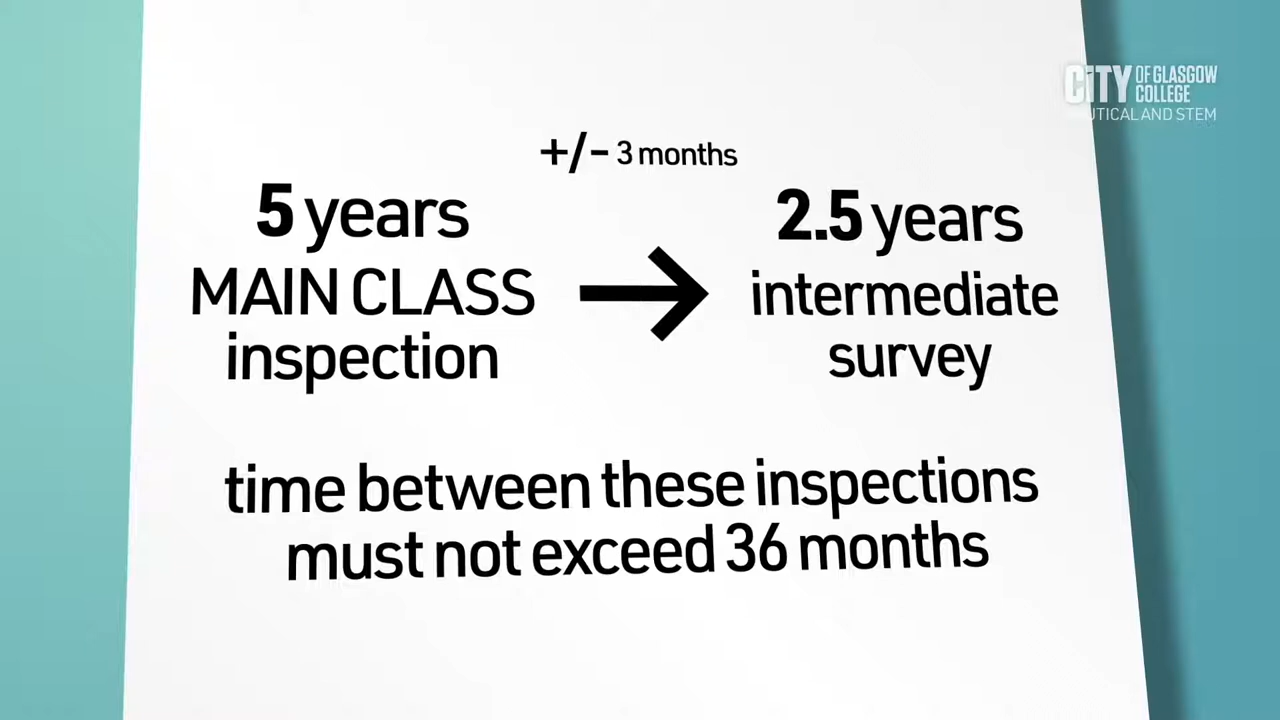 CiTY OF GLASGOW
COLLEGE
UTICAL AND STEM
+/- 3 months
5 years
MAIN CLASS
inspection
2.5 years
intermediate
survey
time between these inspections
must not exceed 36 months